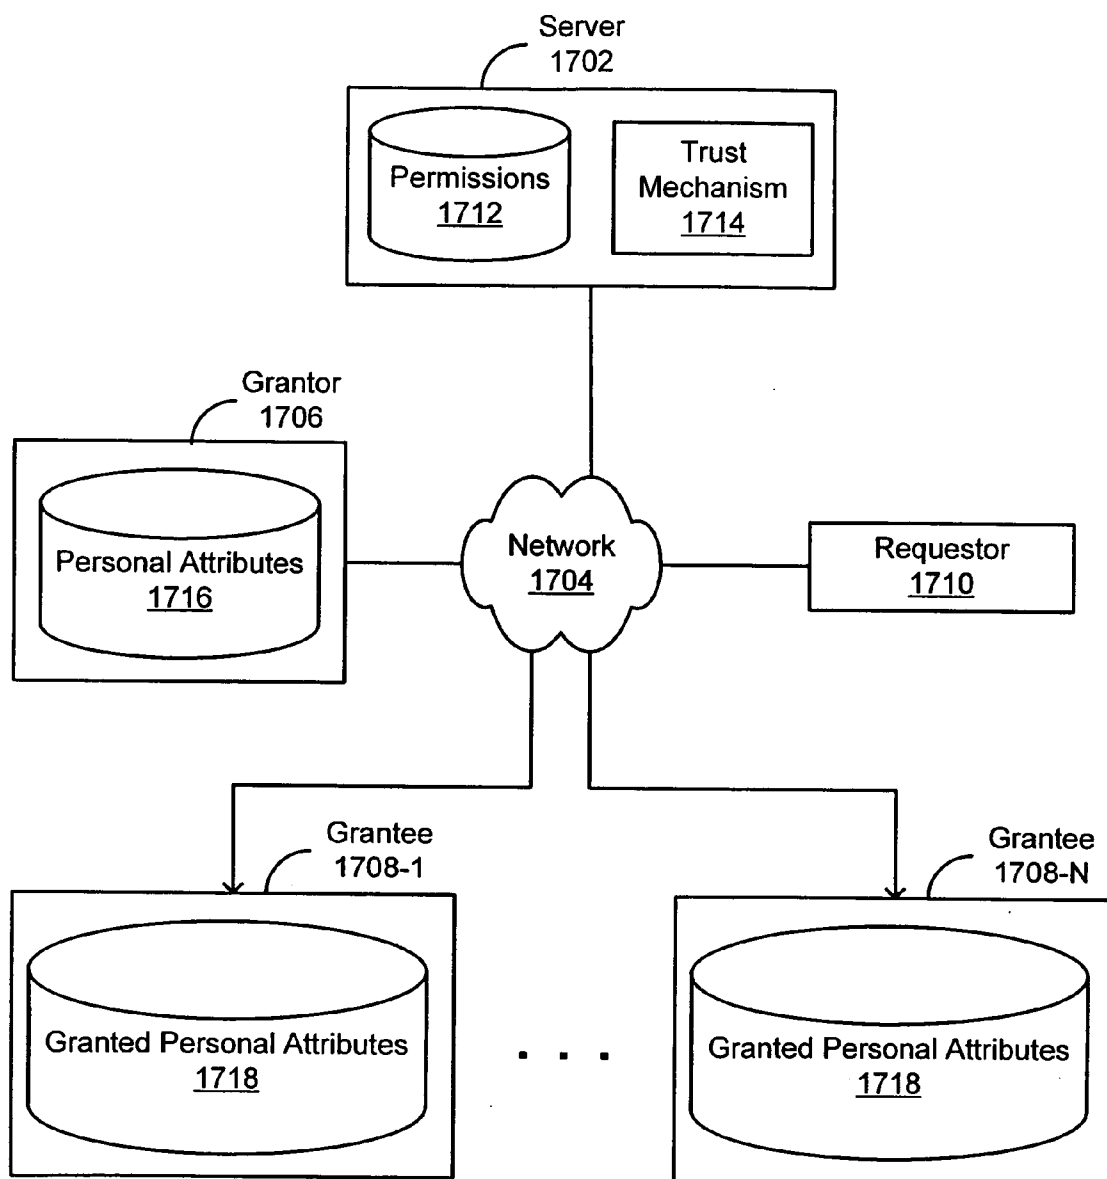 Server
1702
Permissions
1712
Trust
Mechanism
1714
Grantor
1706
Personal Attributes
1716
Network
1704
Requestor
1710
Grantee
1708-1
Grantee
1708-N
Granted Personal Attributes
1718
. . .
Granted Personal Attributes
1718